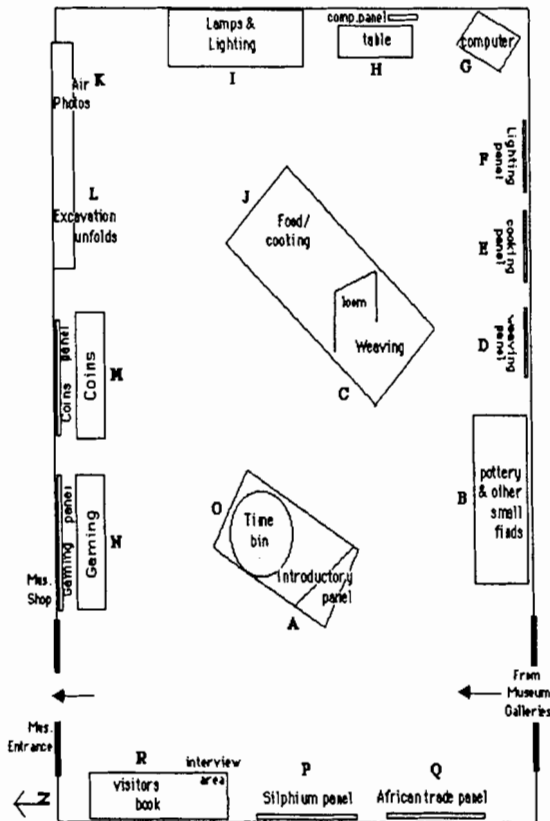 Lamps &
Lighting
I
comp.panel
table
H
computer
G
K
Air
Photos
L
Excavation
unfolds
Lighting
panel
F
cooking
panel
E
weaving
panel
D
J
Food/
cooking
loom
Weaving
C
Coins panel
Coins
M
Gaming panel
Gaming
N
O
Time
bin
Introductory
panel
A
B
pottery
& other
small
finds
Mus.
Shop
From
Museum
Galleries
Mus.
Entrance
N
R
visitors
book
interview
area
P
Silphium panel
Q
African trade panel